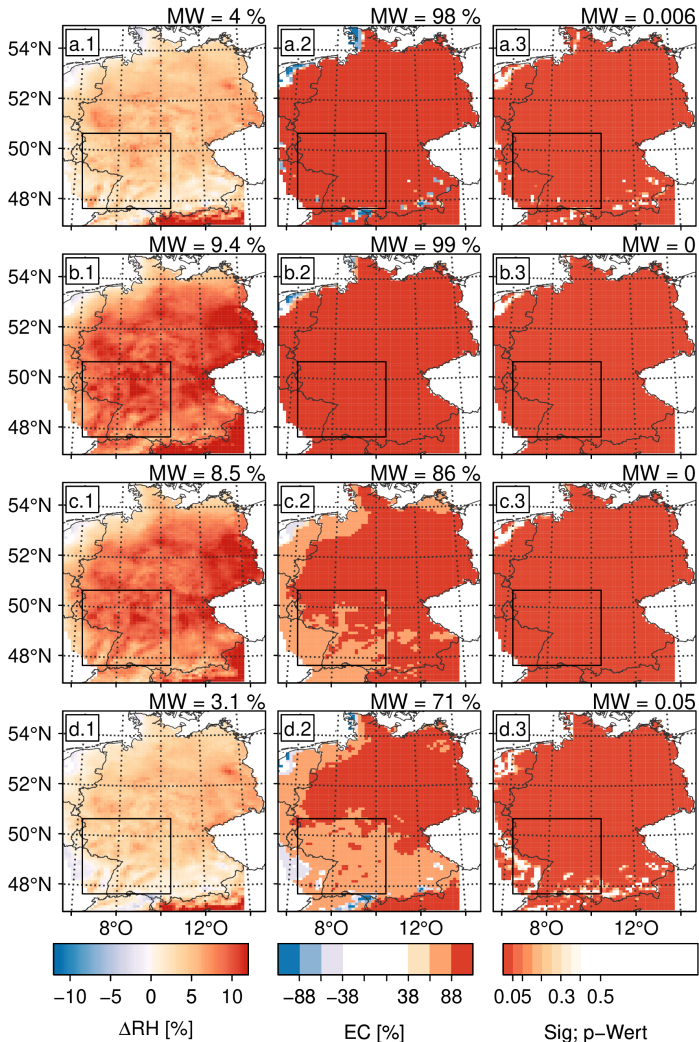 MW = 4 % MW = 98 % MW = 0.006
a.1 a.2 a.3
54°N
52°N
50°N
48°N
MW = 9.4 % MW = 99 % MW = 0
b.1 b.2 b.3
54°N
52°N
50°N
48°N
MW = 8.5 % MW = 86 % MW = 0
c.1 c.2 c.3
54°N
52°N
50°N
48°N
MW = 3.1 % MW = 71 % MW = 0.05
d.1 d.2 d.3
54°N
52°N
50°N
48°N
8°O 12°O 8°O 12°O 8°O 12°O
−10 −5 0 5 10 −88 −38 38 88 0.05 0.3 0.5
ΔRH [%] EC [%] Sig; p−Wert